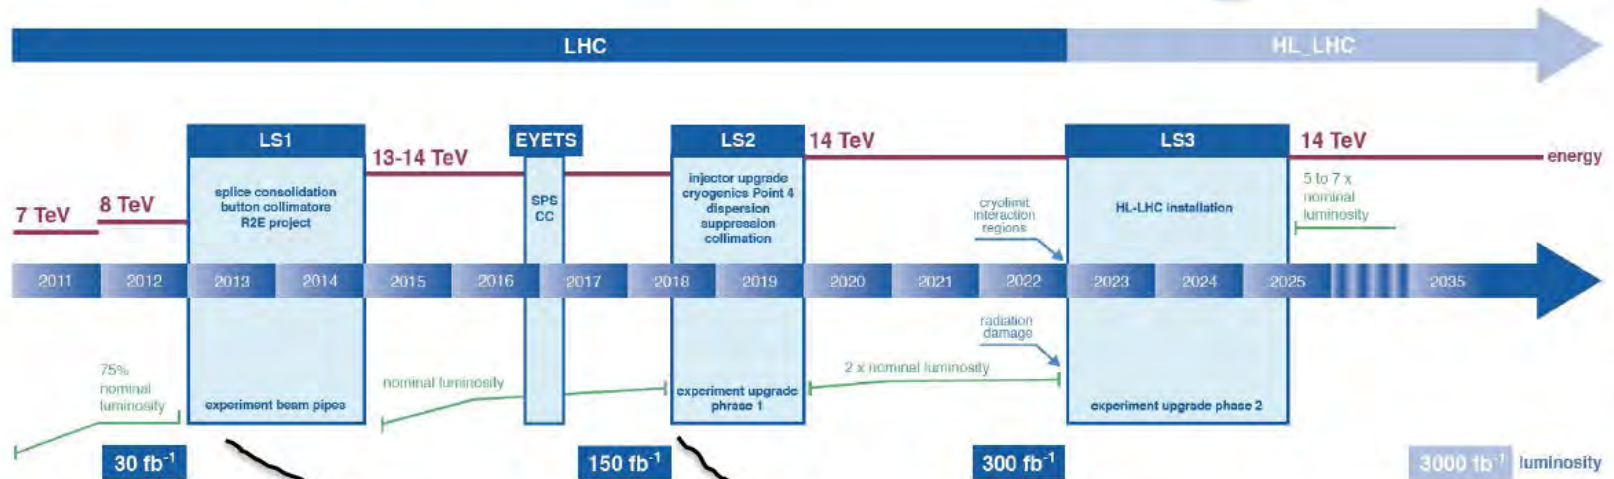 LHC
HL_LHC
LS1
EYETS
LS2
14 TeV
LS3
14 TeV
energy
13-14 TeV
splice consolidation
button collimators
R2E project
SPS
CC
injector upgrade
cryogenics Point 4
dispersion
suppression
collimation
cryolimit
interaction
regions
HL-LHC installation
5 to 7 x
nominal
luminosity
7 TeV
8 TeV
2011
2012
2013
2014
2015
2016
2017
2018
2019
2020
2021
2022
2023
2024
2025
2035
radiation
damage
75%
nominal
luminosity
experiment beam pipes
nominal luminosity
experiment upgrade
phrase 1
2 x nominal luminosity
experiment upgrade phase 2
30 fb⁻¹
150 fb⁻¹
300 fb⁻¹
3000 fb⁻¹
luminosity